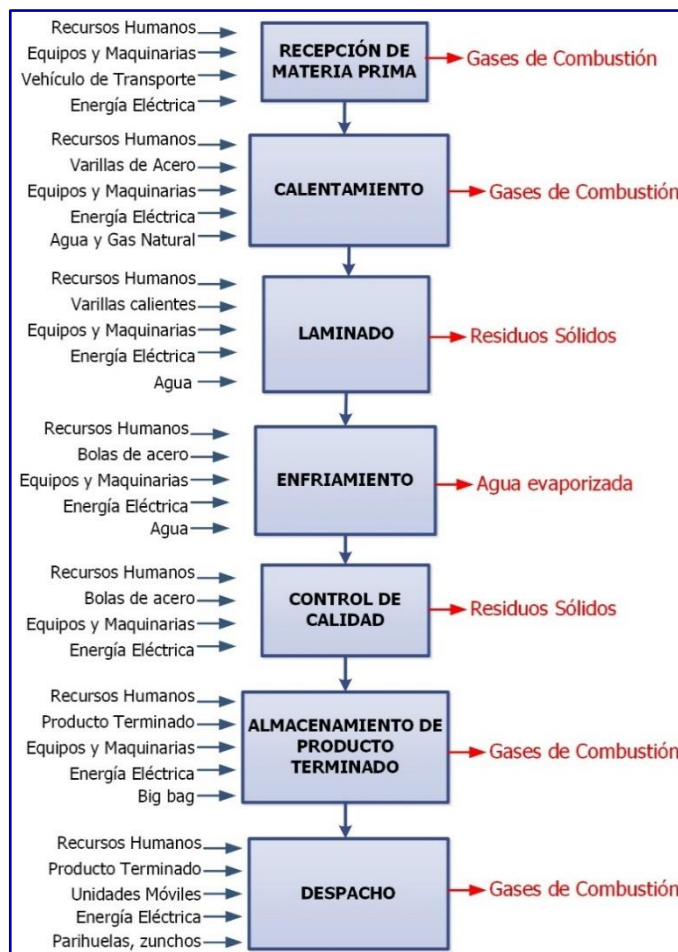 Recursos Humanos
Equipos y Maquinarias
Vehículo de Transporte
Energía Eléctrica
RECEPCIÓN DE
MATERIA PRIMA
Gases de Combustión
Recursos Humanos
Varillas de Acero
Equipos y Maquinarias
Energía Eléctrica
Agua y Gas Natural
CALENTAMIENTO
Gases de Combustión
Recursos Humanos
Varillas calientes
Equipos y Maquinarias
Energía Eléctrica
Agua
LAMINADO
Residuos Sólidos
Recursos Humanos
Bolas de acero
Equipos y Maquinarias
Energía Eléctrica
Agua
ENFRIAMIENTO
Agua evaporizada
Recursos Humanos
Bolas de acero
Equipos y Maquinarias
Energía Eléctrica
CONTROL DE
CALIDAD
Residuos Sólidos
Recursos Humanos
Producto Terminado
Equipos y Maquinarias
Energía Eléctrica
Big bag
ALMACENAMIENTO DE
PRODUCTO
TERMINADO
Gases de Combustión
Recursos Humanos
Producto Terminado
Unidades Móviles
Energía Eléctrica
Parihuelas, zunchos
DESPACHO
Gases de Combustión